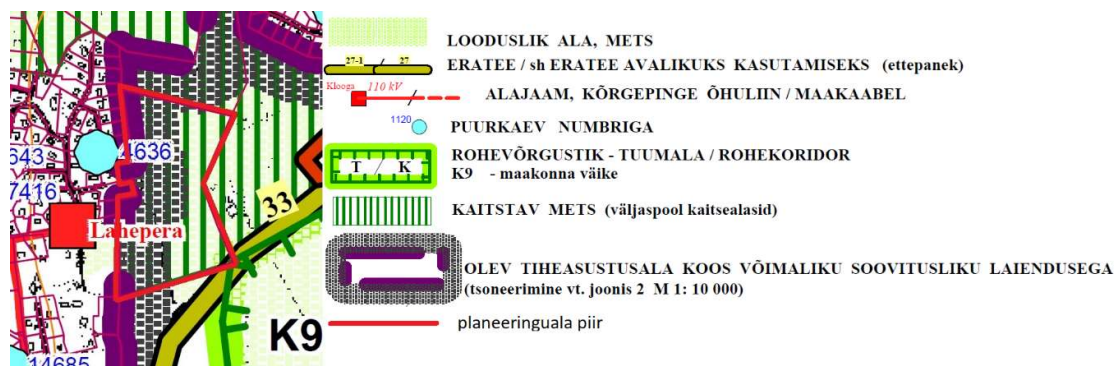 643
4636
7416
Lahepera
33
K9
14685
LOODUSLIK ALA, METS
27-1 27
ERATEE / sh ERATEE AVALIKUKS KASUTAMISEKS (ettepanek)
Klooga 110 kV
ALAJAAM, KÕRGEPINGE ÕHULIIN / MAAKAABEL
1120
PUURKAEV NUMBRIGA
ROHEVÕRGUSTIK - TUUMALA / ROHEKORIDOR
T / K
K9 - maakonna väike
KAITSTAV METS (väljaspool kaitsealasid)
OLEV TIHEASUSTUSALA KOOS VÕIMALIKU SOOVITUSLIKU LAIENDUSEGA
(tsoneerimine vt. joonis 2 M 1: 10 000)
planeeringuala piir